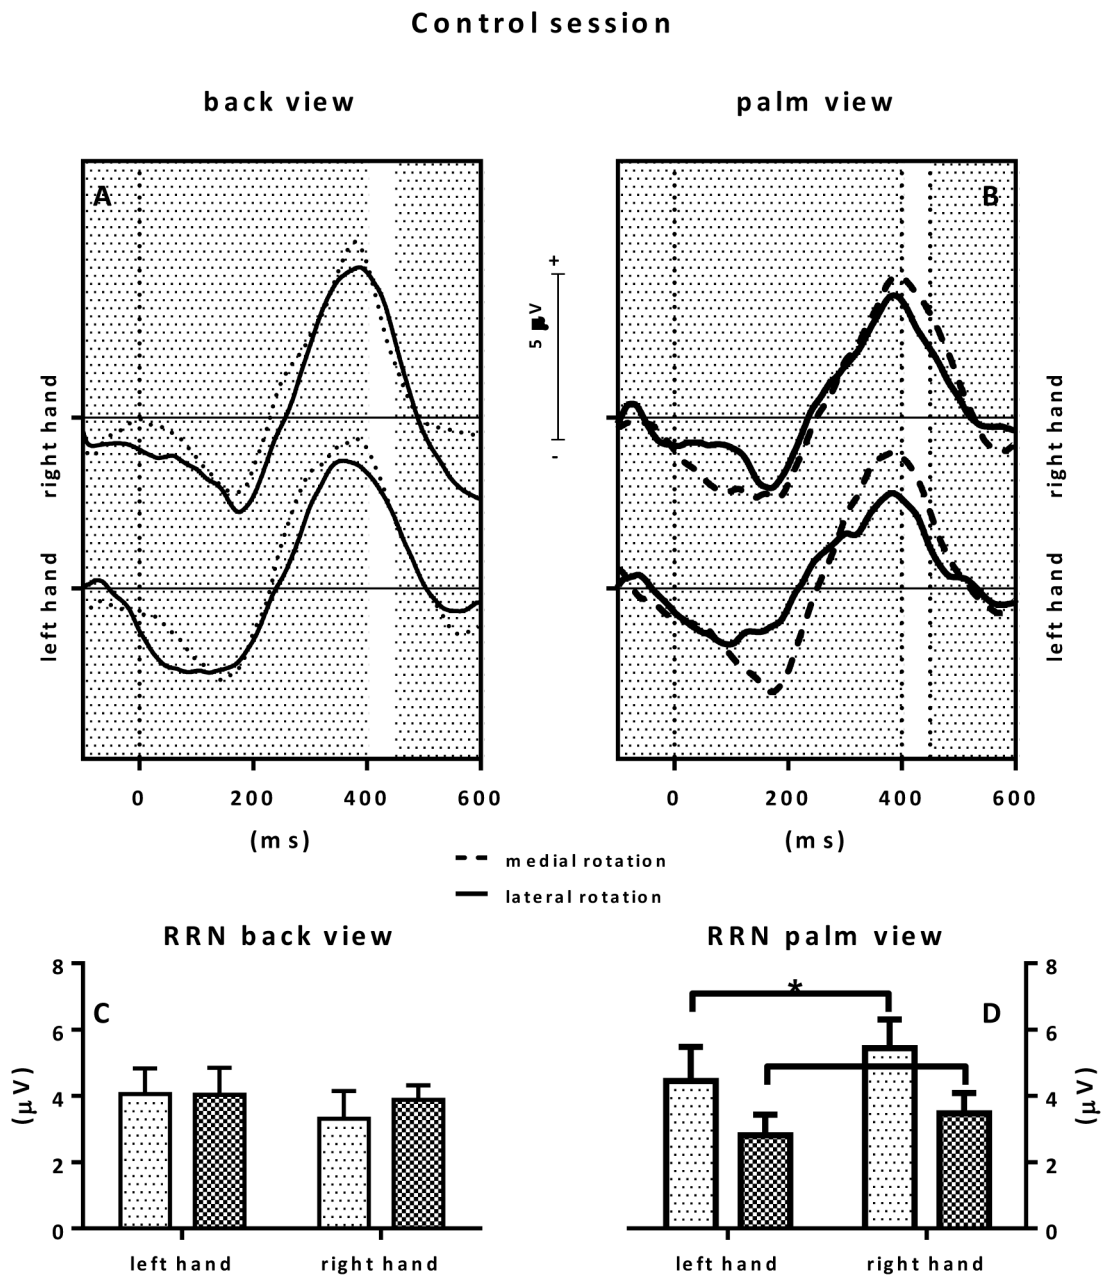 Control session
back view
palm view
A
B
+
5 µV
-
right hand
left hand
right hand
left hand
0 200 400 600
(ms)
0 200 400 600
(ms)
medial rotation
lateral rotation
RRN back view
RRN palm view
8
6
4
2
0
(µV)
C
left hand
right hand
*
D
8
6
4
2
0
(µV)
left hand
right hand